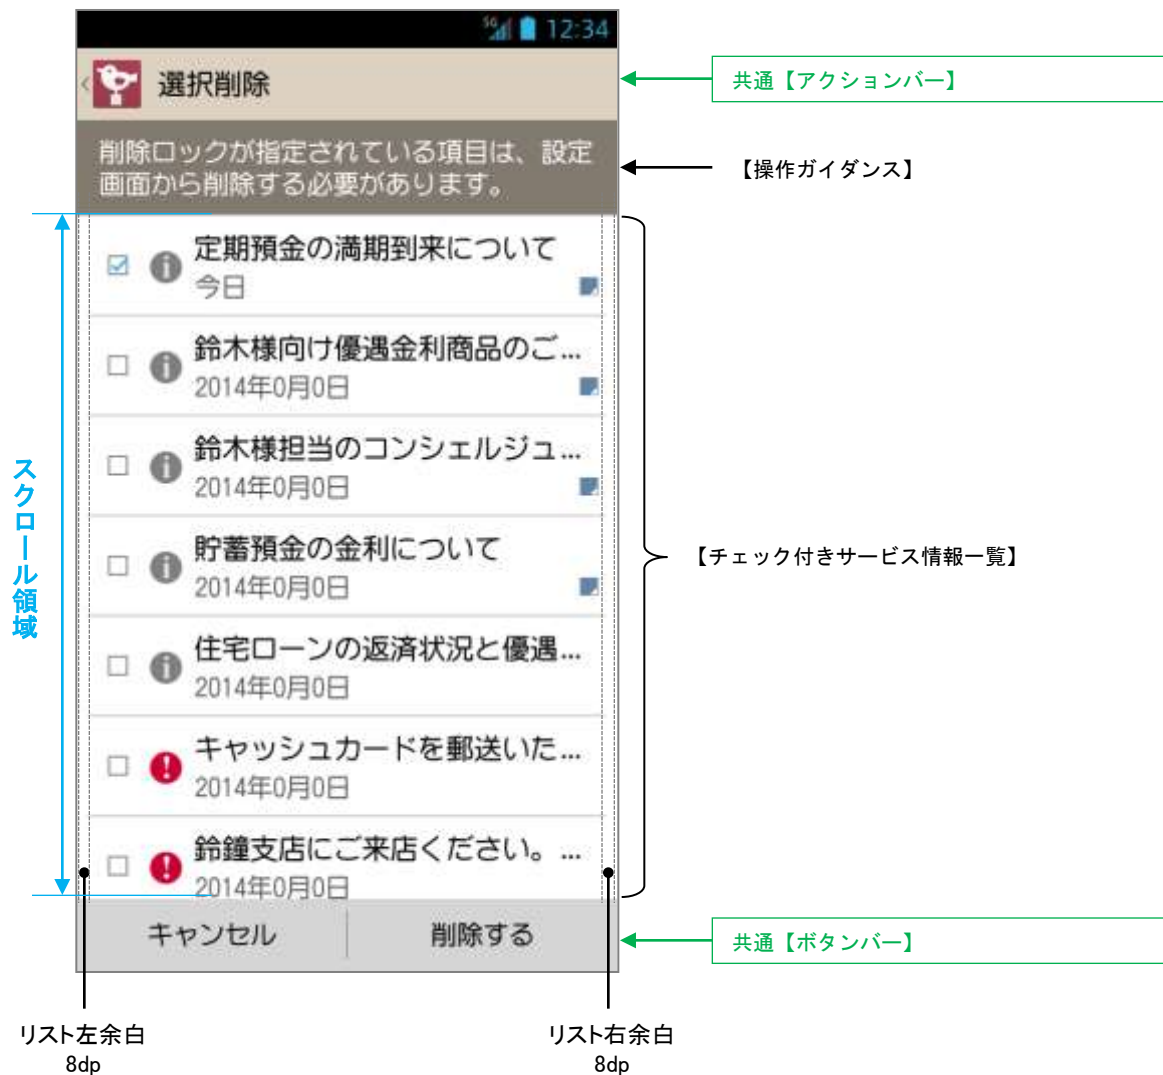 5G 12:34
選択削除
共通【アクションバー】
削除ロックが指定されている項目は、設定
画面から削除する必要があります。
【操作ガイダンス】
スクロール領域
定期預金の満期到来について
今日
鈴木様向け優遇金利商品のご...
2014年0月0日
鈴木様担当のコンシェルジュ...
2014年0月0日
貯蓄預金の金利について
2014年0月0日
【チェック付きサービス情報一覧】
住宅ローンの返済状況と優遇...
2014年0月0日
キャッシュカードを郵送いた...
2014年0月0日
鈴鐘支店にご来店ください。 ...
2014年0月0日
キャンセル
削除する
共通【ボタンバー】
リスト左余白
8dp
リスト右余白
8dp